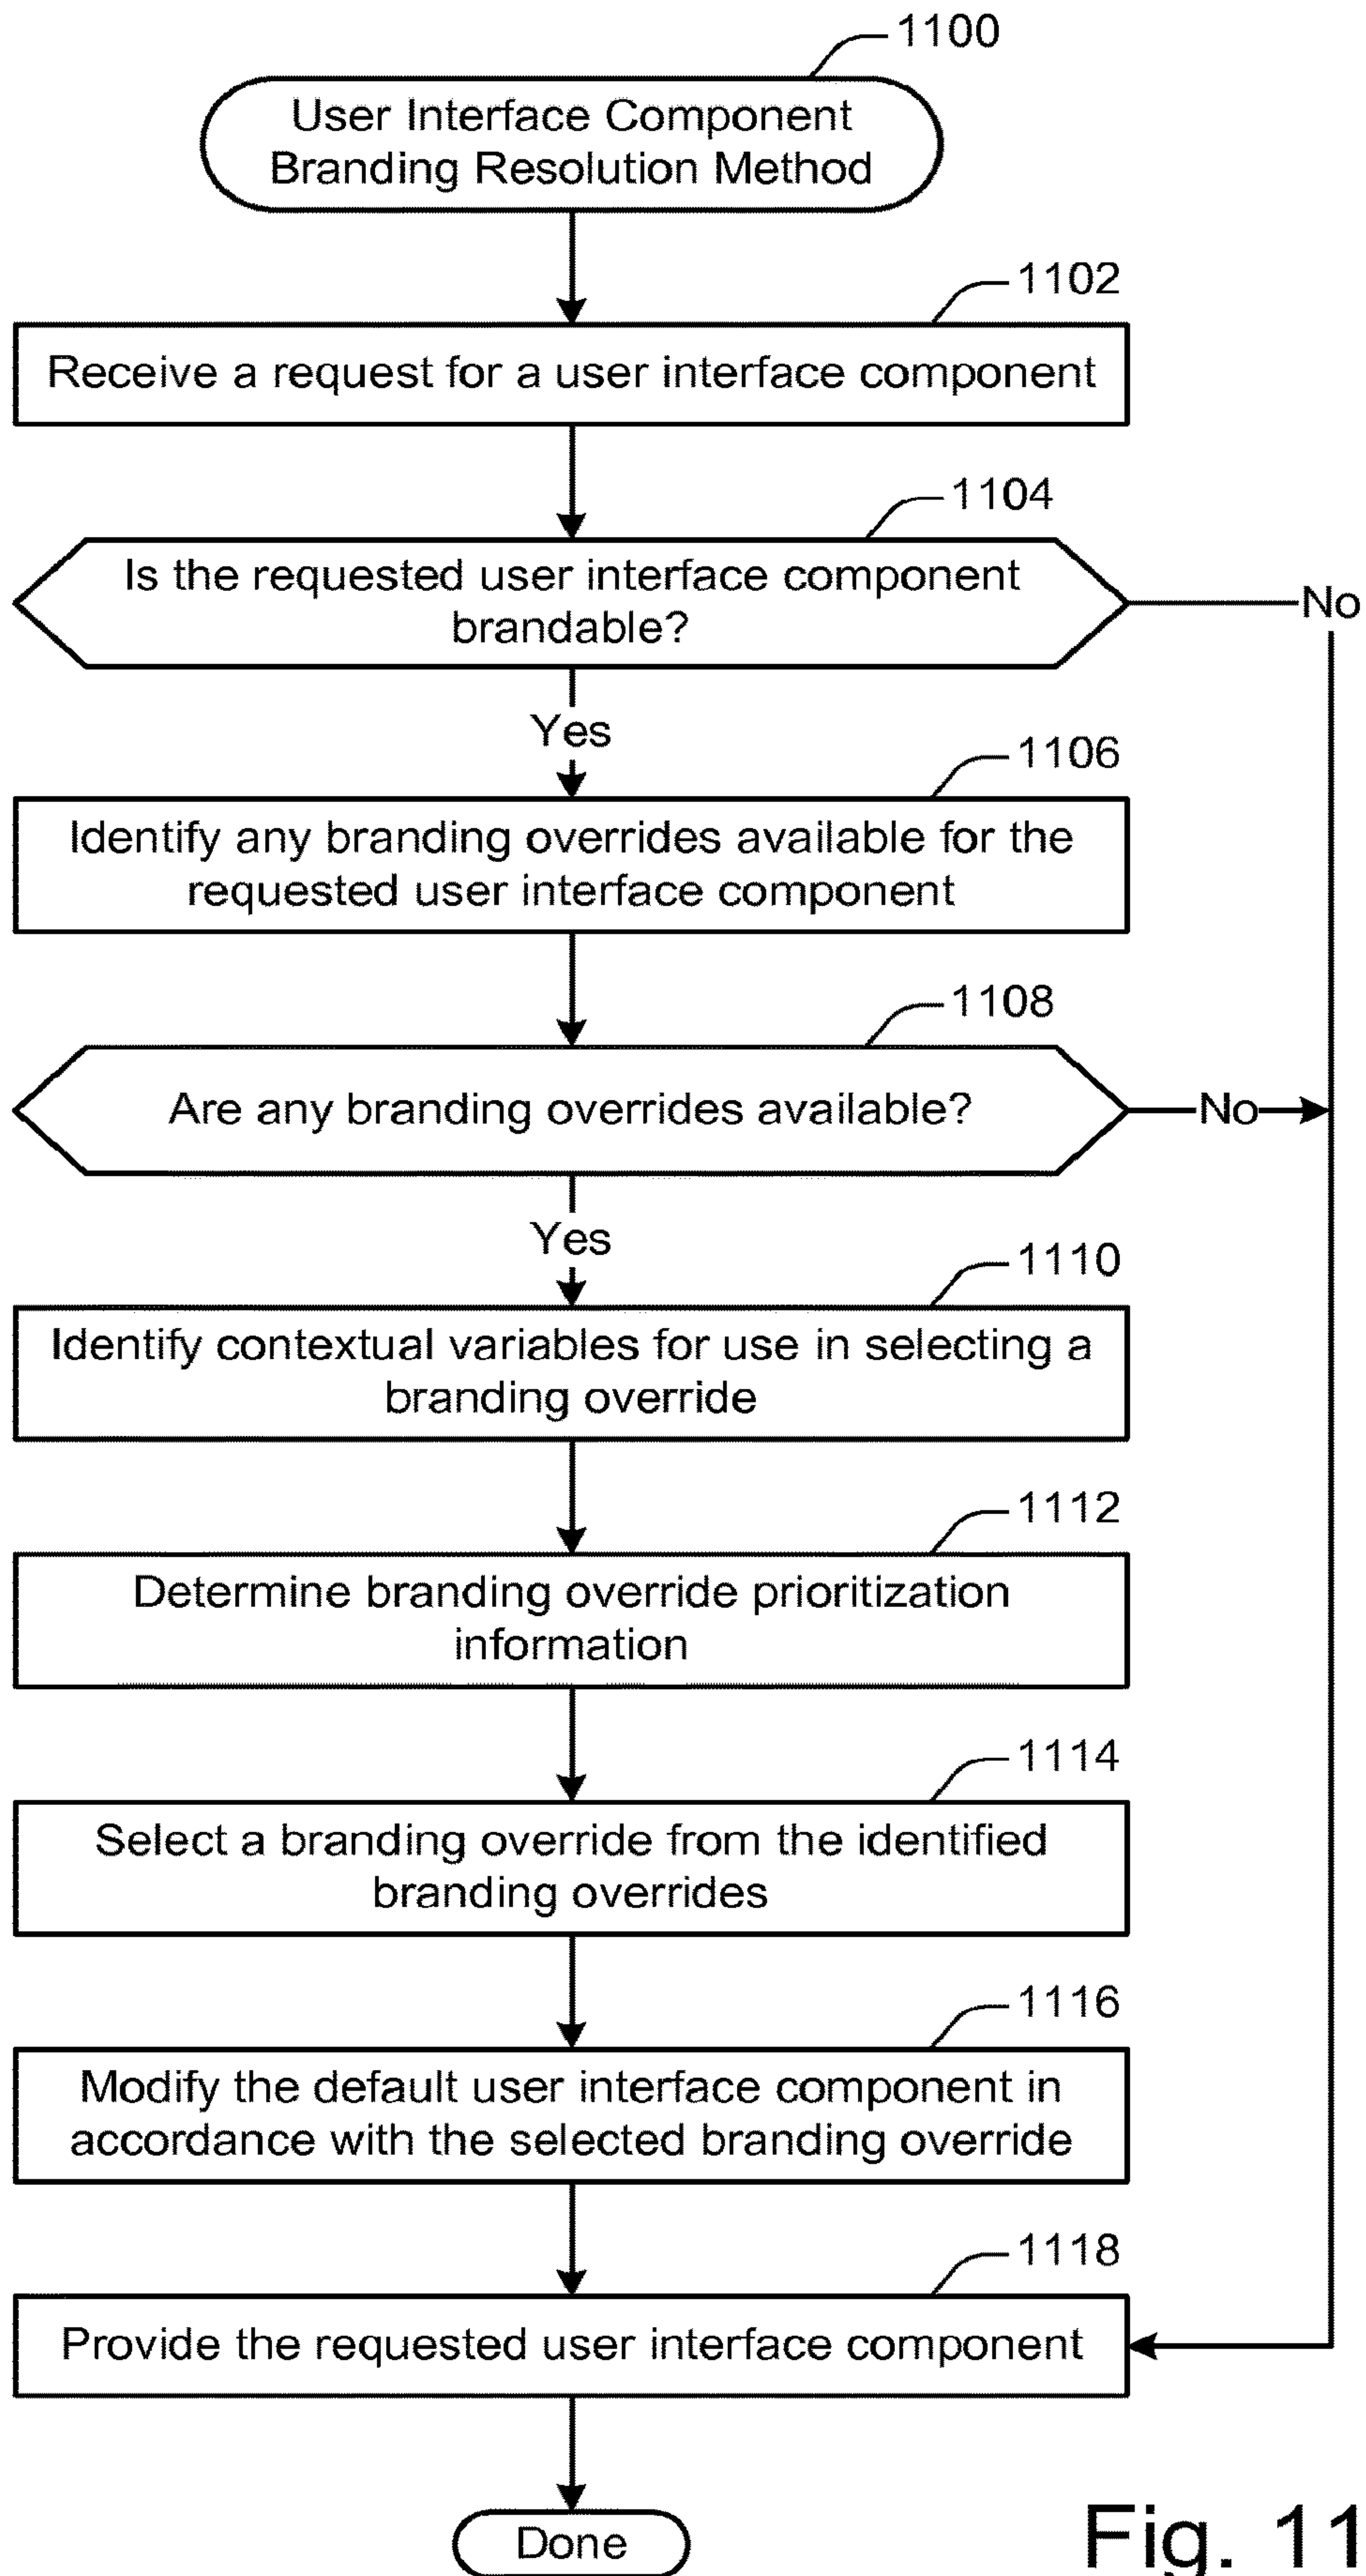 1100
User Interface Component
Branding Resolution Method
1102
Receive a request for a user interface component
1104
Is the requested user interface component
brandable?
No
Yes
1106
Identify any branding overrides available for the
requested user interface component
1108
Are any branding overrides available?
No
Yes
1110
Identify contextual variables for use in selecting a
branding override
1112
Determine branding override prioritization
information
1114
Select a branding override from the identified
branding overrides
1116
Modify the default user interface component in
accordance with the selected branding override
1118
Provide the requested user interface component
Done
Fig. 11